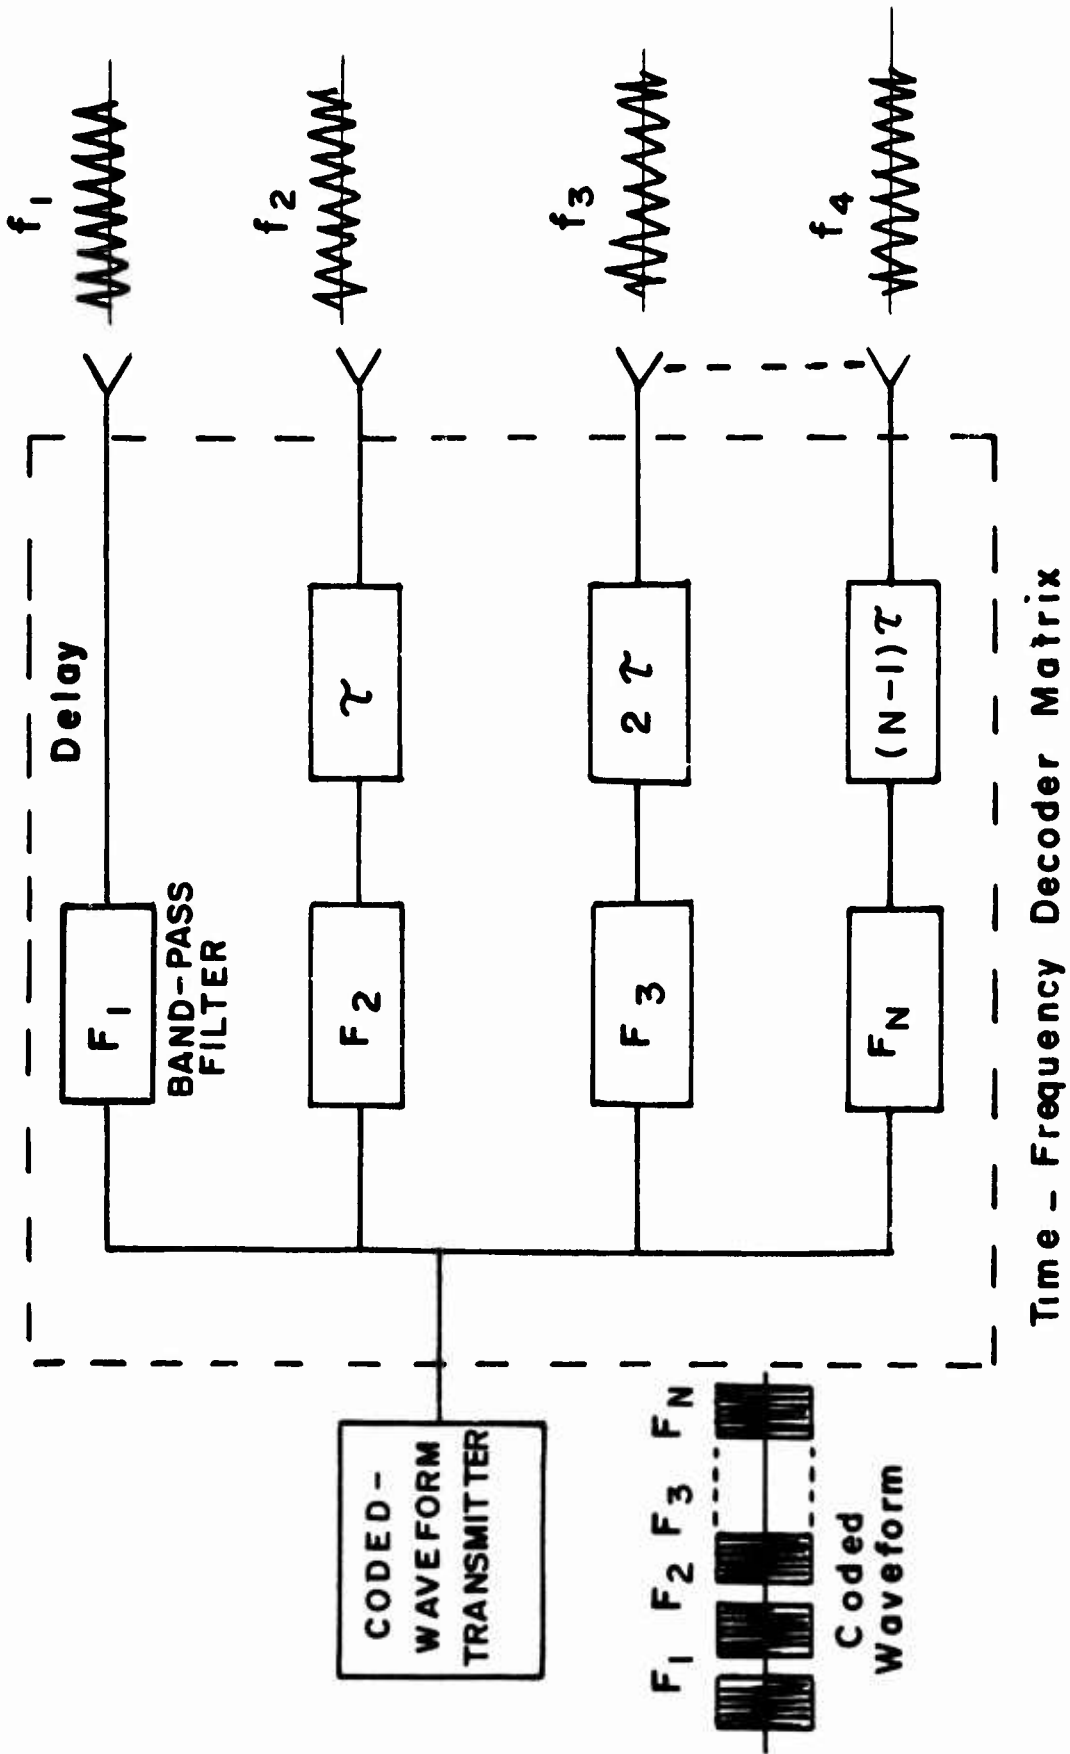 CODED-
WAVEFORM
TRANSMITTER
F1 F2 F3 FN
Coded
Waveform
F1
BAND-PASS
FILTER
Delay
f1
F2
τ
f2
F3
2τ
f3
FN
(N-1)τ
f4
Time - Frequency Decoder Matrix